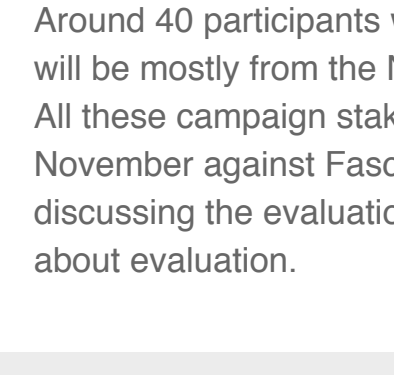 Around 40 participants
will be mostly from the
All these campaign
November against
discussing the
about evaluation.